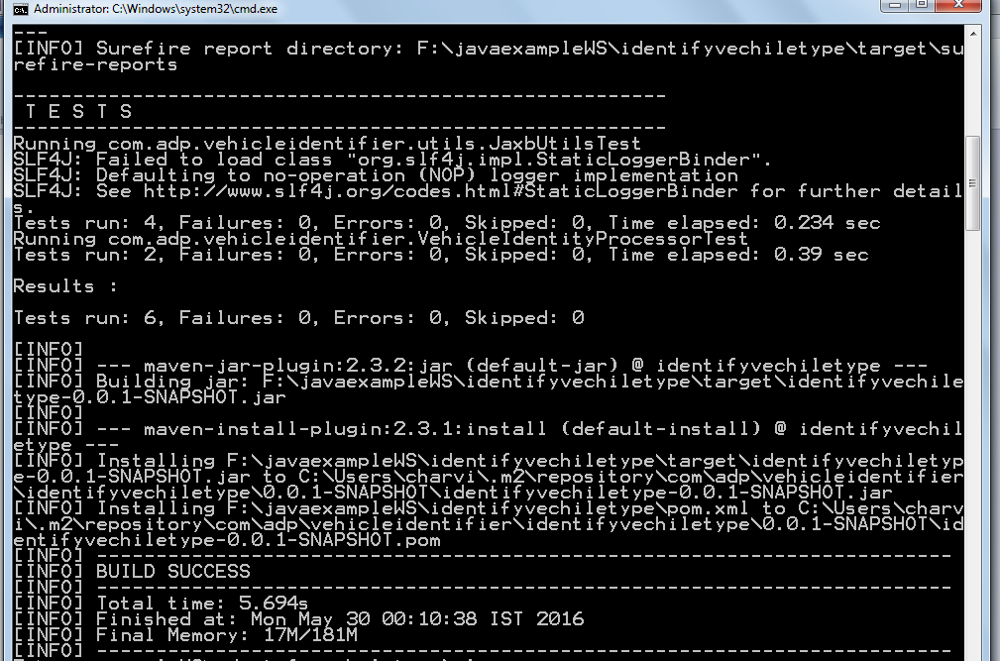 Administrator: C:\Windows\system32\cmd.exe
---
[INFO] Surefire report directory: F:\javaexampleWS\identifyvechiletype\target\su
refire-reports
-------------------------------------------------------
T E S T S
-------------------------------------------------------
Running com.adp.vehicleidentifier.utils.JaxbUtilsTest
SLF4J: Failed to load class "org.slf4j.impl.StaticLoggerBinder".
SLF4J: Defaulting to no-operation (NOP) logger implementation
SLF4J: See http://www.slf4j.org/codes.html#StaticLoggerBinder for further detail
s.
Tests run: 4, Failures: 0, Errors: 0, Skipped: 0, Time elapsed: 0.234 sec
Running com.adp.vehicleidentifier.VehicleIdentityProcessorTest
Tests run: 2, Failures: 0, Errors: 0, Skipped: 0, Time elapsed: 0.39 sec
Results :
Tests run: 6, Failures: 0, Errors: 0, Skipped: 0
[INFO]
[INFO] --- maven-jar-plugin:2.3.2:jar (default-jar) @ identifyvechiletype ---
[INFO] Building jar: F:\javaexampleWS\identifyvechiletype\target\identifyvechile
type-0.0.1-SNAPSHOT.jar
[INFO]
[INFO] --- maven-install-plugin:2.3.1:install (default-install) @ identifyvechil
etype ---
[INFO] Installing F:\javaexampleWS\identifyvechiletype\target\identifyvechiletyp
e-0.0.1-SNAPSHOT.jar to C:\Users\charvi\.m2\repository\com\adp\vehicleidentifier
\identifyvechiletype\0.0.1-SNAPSHOT\identifyvechiletype-0.0.1-SNAPSHOT.jar
[INFO] Installing F:\javaexampleWS\identifyvechiletype\pom.xml to C:\Users\charv
i\.m2\repository\com\adp\vehicleidentifier\identifyvechiletype\0.0.1-SNAPSHOT\id
entifyvechiletype-0.0.1-SNAPSHOT.pom
[INFO] ------------------------------------------------------------------------
[INFO] BUILD SUCCESS
[INFO] ------------------------------------------------------------------------
[INFO] Total time: 5.694s
[INFO] Finished at: Mon May 30 00:10:38 IST 2016
[INFO] Final Memory: 17M/181M
[INFO] ------------------------------------------------------------------------